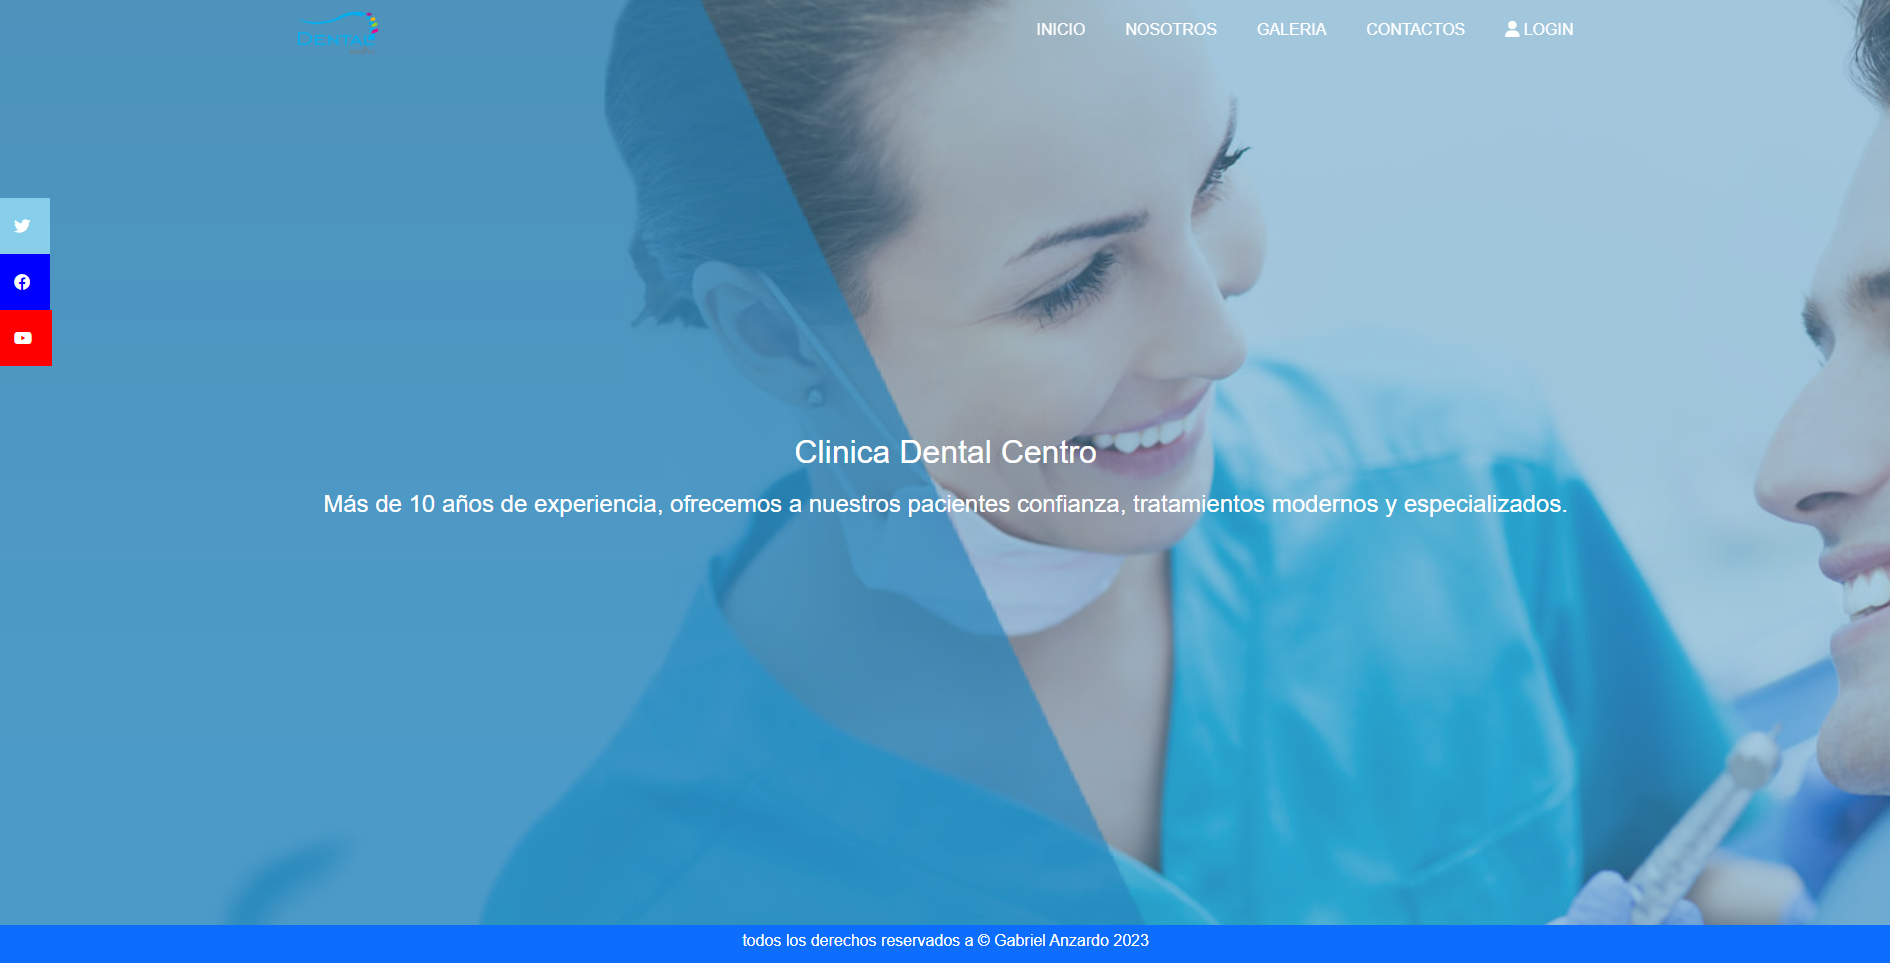 DENTAL
INICIO NOSOTROS GALERIA CONTACTOS LOGIN
Clinica Dental Centro
Más de 10 años de experiencia, ofrecemos a nuestros pacientes confianza, tratamientos modernos y especializados.
todos los derechos reservados a © Gabriel Anzardo 2023